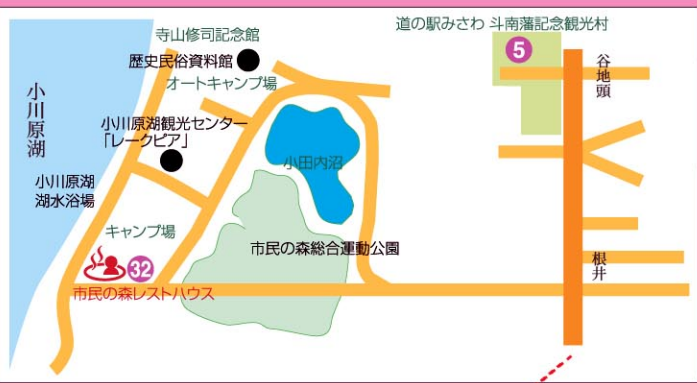 道の駅みさわ 斗南藩記念観光村
5
谷地頭
寺山修司記念館
歴史民俗資料館
オートキャンプ場
小川原湖
小川原湖観光センター
「レークピア」
小田内沼
小川原湖
湖水浴場
キャンプ場
市民の森総合運動公園
根井
32
市民の森レストハウス